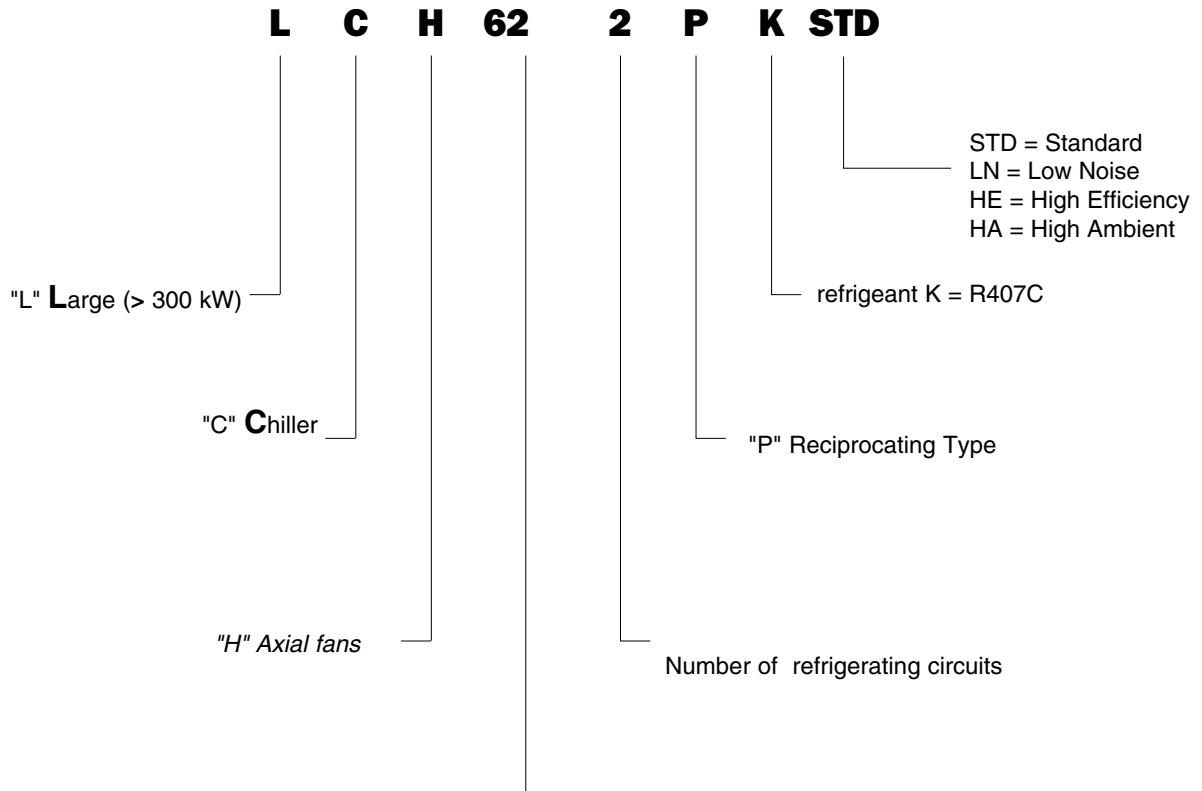 L C H 62 2 P K STD
STD = Standard
LN = Low Noise
HE = High Efficiency
HA = High Ambient
"L" Large (> 300 kW)
refrigeant K = R407C
"C" Chiller
"P" Reciprocating Type
"H" Axial fans
Number of refrigerating circuits